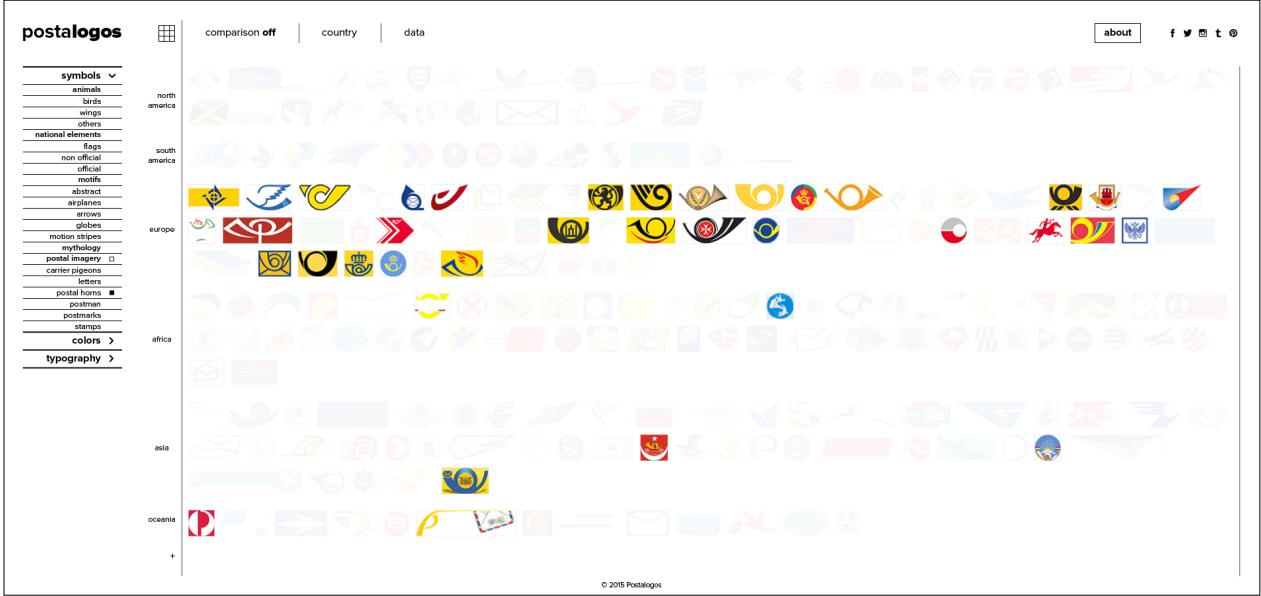 postalogos
comparison off
country
data
about
symbols
animals
birds
wings
others
national elements
flags
non official
official
motifs
abstract
airplanes
arrows
globes
motion stripes
mythology
postal imagery
carrier pigeons
letters
postal horns
postman
postmarks
stamps
colors
typography
north
america
south
america
europe
africa
asia
oceania
+
© 2015 Postalogos